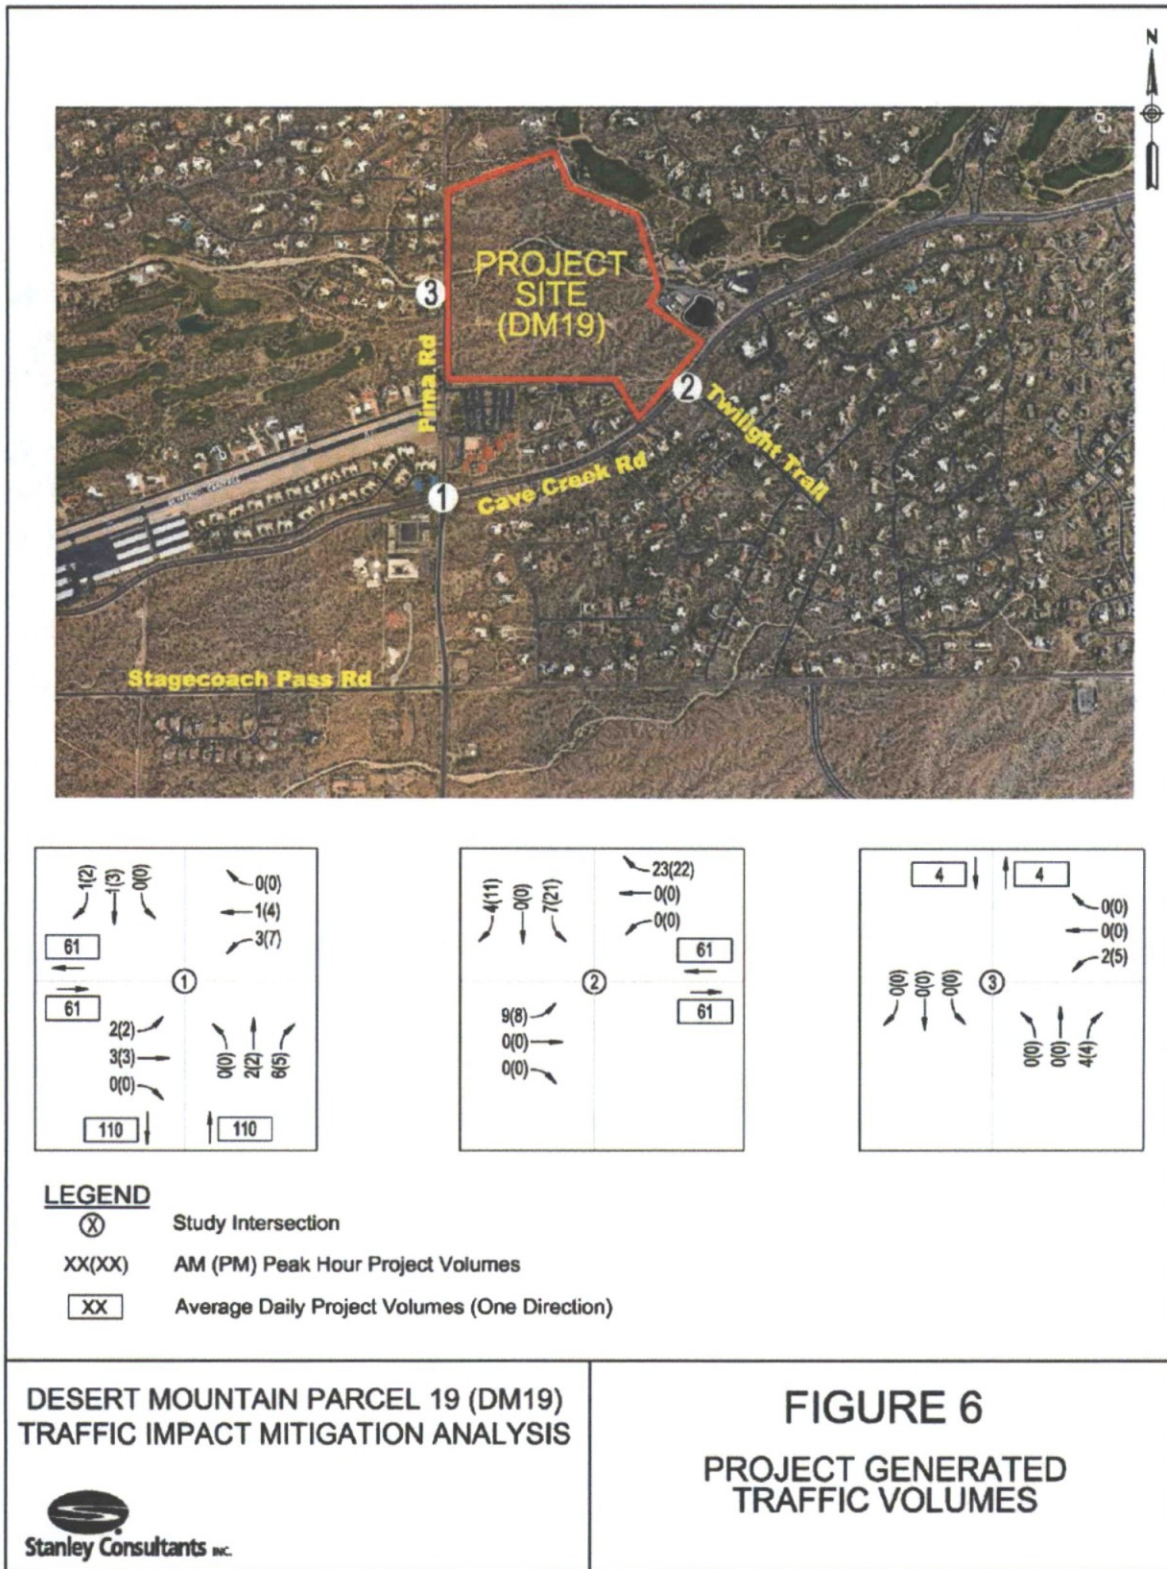 N
PROJECT
SITE
(DM19)
3
Pima Rd
2
Twilight Trail
Cave Creek Rd
1
Stagecoach Pass Rd
1(2)
1(3)
0(0)
0(0)
1(4)
3(7)
61
61
1
2(2)
3(3)
0(0)
0(0)
2(2)
6(5)
110
110
4(11)
0(0)
7(21)
23(22)
0(0)
0(0)
61
61
2
9(8)
0(0)
0(0)
4
4
0(0)
0(0)
2(5)
0(0)
0(0)
0(0)
3
0(0)
0(0)
4(4)
LEGEND
X Study Intersection
XX(XX) AM (PM) Peak Hour Project Volumes
XX Average Daily Project Volumes (One Direction)
DESERT MOUNTAIN PARCEL 19 (DM19)
TRAFFIC IMPACT MITIGATION ANALYSIS
Stanley Consultants INC.
FIGURE 6
PROJECT GENERATED
TRAFFIC VOLUMES